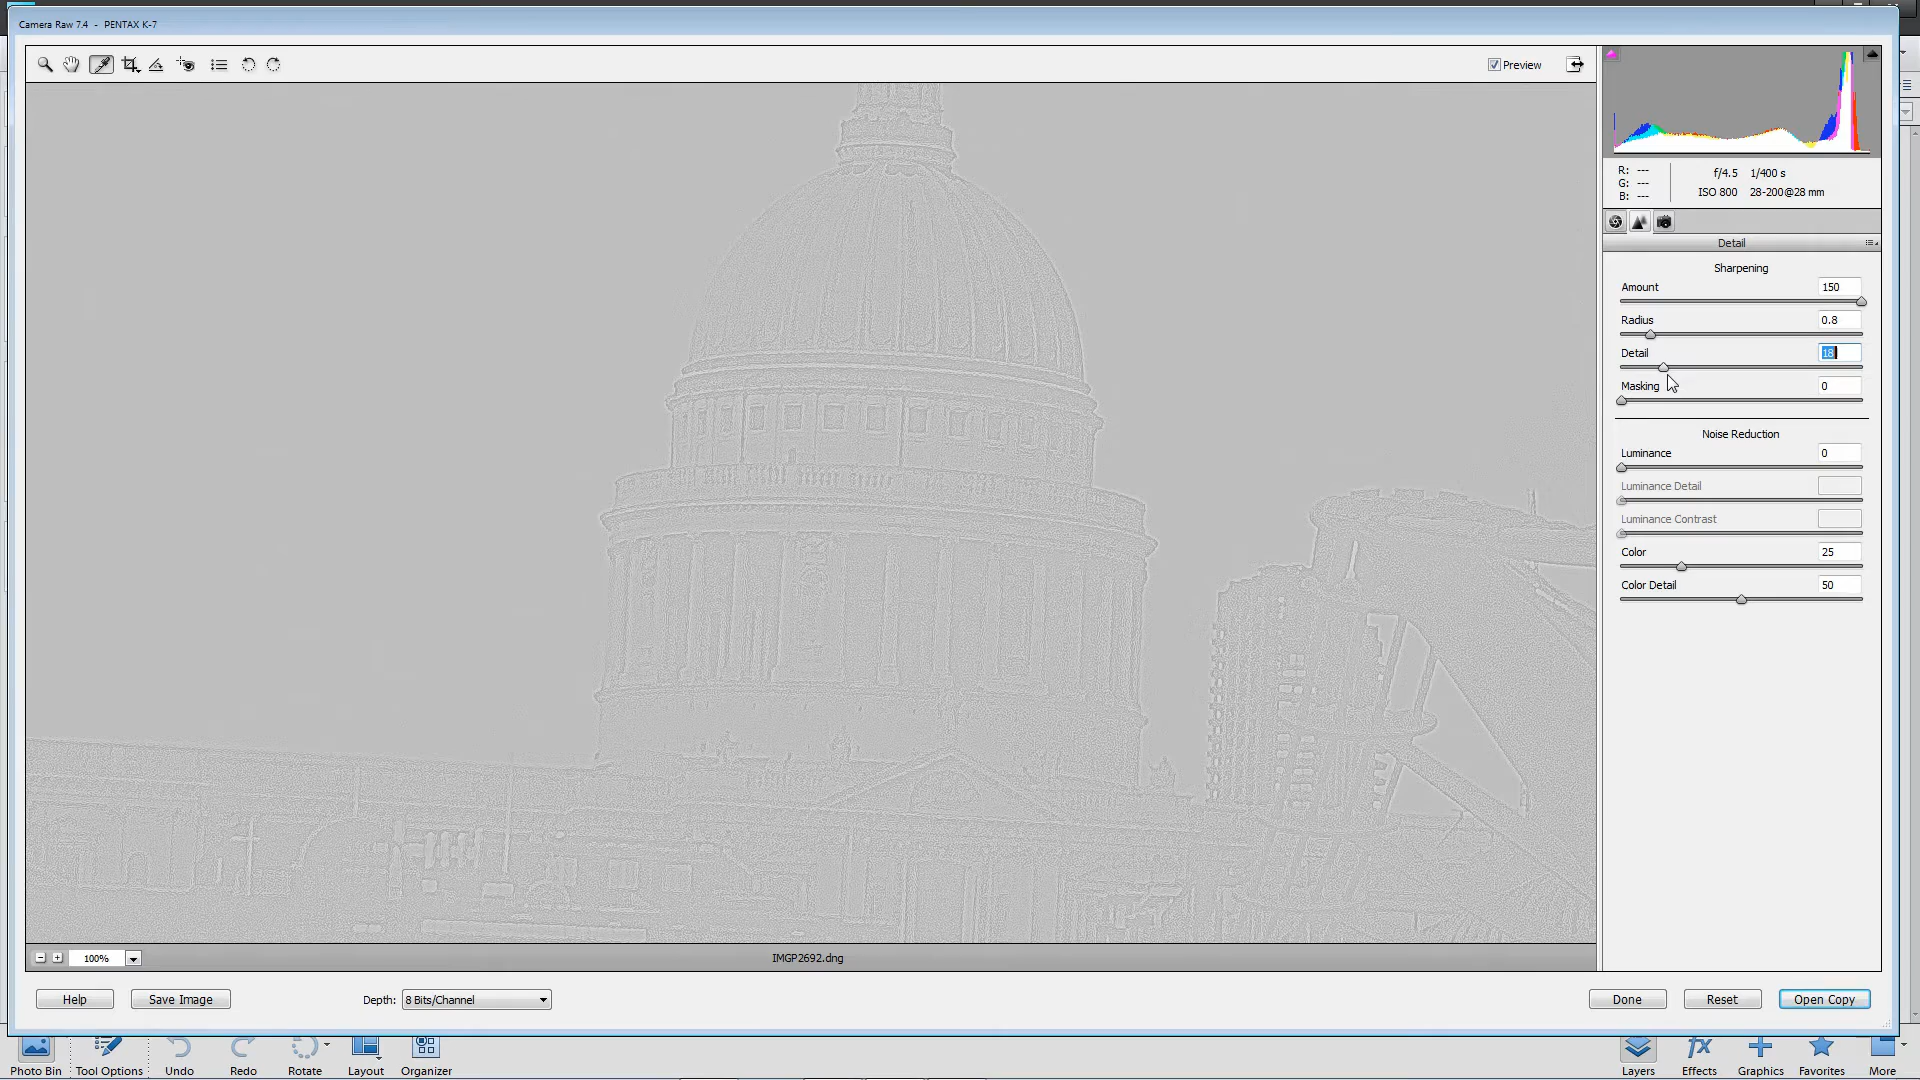 Camera Raw 7.4 - PENTAX K-7
Preview
R: ---
G: ---
B: ---
f/4.5 1/400 s
ISO 800 28-200@28 mm
Detail
Sharpening
Amount 150
Radius 0.8
Detail 18
Masking 0
Noise Reduction
Luminance 0
Luminance Detail
Luminance Contrast
Color 25
Color Detail 50
100%
IMGP2692.dng
Help
Save Image
Depth: 8 Bits/Channel
Done
Reset
Open Copy
Photo Bin
Tool Options
Undo
Redo
Rotate
Layout
Organizer
Layers
fx
Effects
Graphics
Favorites
More